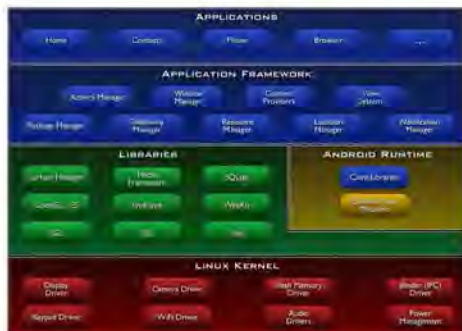 APPLICATIONS
Home
Contacts
Phone
Browser
...
APPLICATION FRAMEWORK
Activity Manager
Window
Manager
Content
Providers
View
System
Package Manager
Telephony
Manager
Resource
Manager
Location
Manager
Notification
Manager
LIBRARIES
Surface Manager
Media
Framework
SQLite
OpenGL | ES
FreeType
WebKit
SGL
SSL
libc
ANDROID RUNTIME
Core Libraries
Machine
LINUX KERNEL
Display
Driver
Camera Driver
Flash Memory
Driver
Binder (IPC)
Driver
Keypad Driver
WiFi Driver
Audio
Drivers
Power
Management